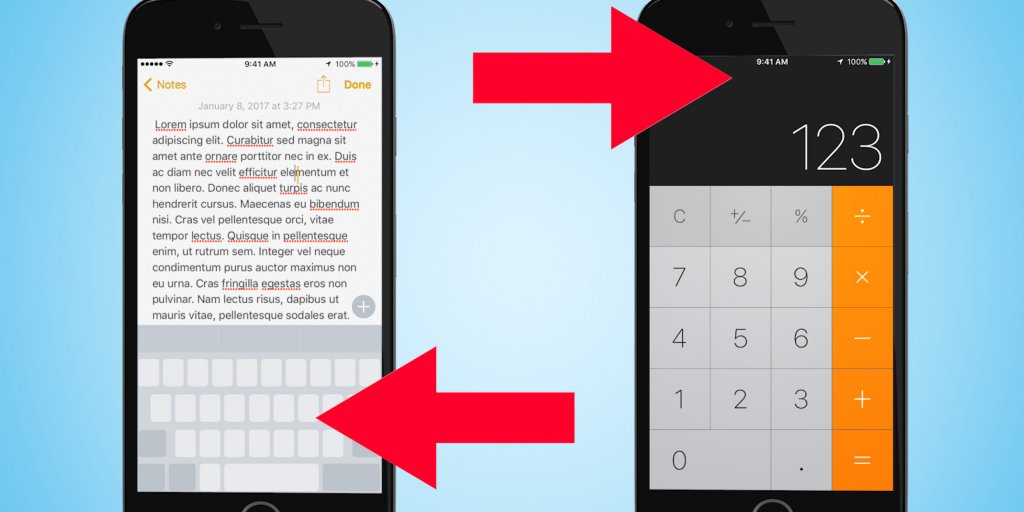 9:41 AM
100%
Notes
Done
January 8, 2017 at 3:27 PM
Lorem ipsum dolor sit amet, consectetur
adipiscing elit. Curabitur sed magna sit
amet ante ornare porttitor nec in ex. Duis
ac diam nec velit efficitur elementum et
non libero. Donec aliquet turpis ac nunc
hendrerit cursus. Maecenas eu bibendum
nisi. Cras vel pellentesque orci, vitae
tempor lectus. Quisque in pellentesque
enim, ut rutrum sem. Integer vel neque
condimentum purus auctor maximus non
eu urna. Cras fringilla egestas eros non
pulvinar. Nam lectus risus, dapibus ut
mauris vitae, pellentesque sodales erat.
+
9:41 AM
100%
123
C +/− % ÷
7 8 9 ×
4 5 6 −
1 2 3 +
0 . =